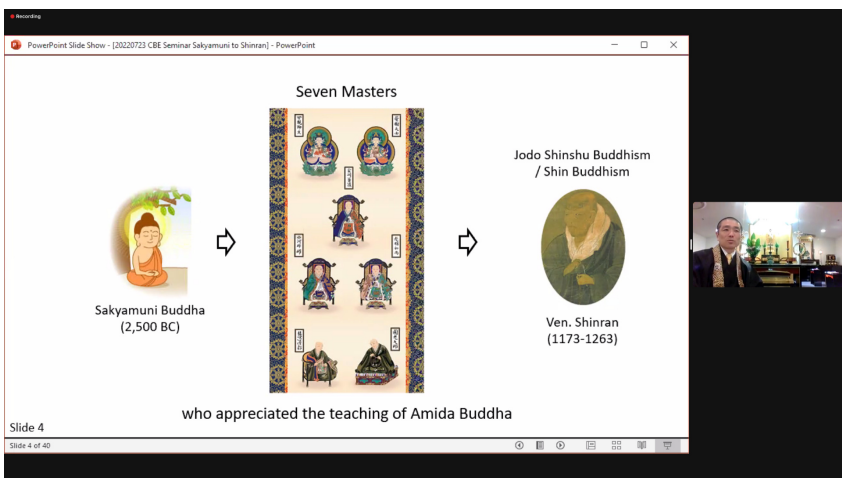 Recording
PowerPoint Slide Show - [20220723 CBE Seminar Sakyamuni to Shinran] - PowerPoint
Seven Masters
Jodo Shinshu Buddhism
/ Shin Buddhism
Sakyamuni Buddha
(2,500 BC)
Ven. Shinran
(1173-1263)
who appreciated the teaching of Amida Buddha
Slide 4
Slide 4 of 40